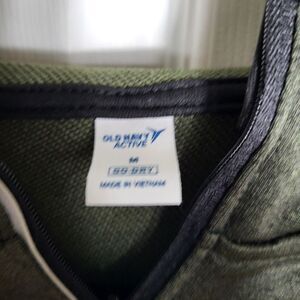 OLD NAVY
ACTIVE
M
GO-DRY
MADE IN VIETNAM